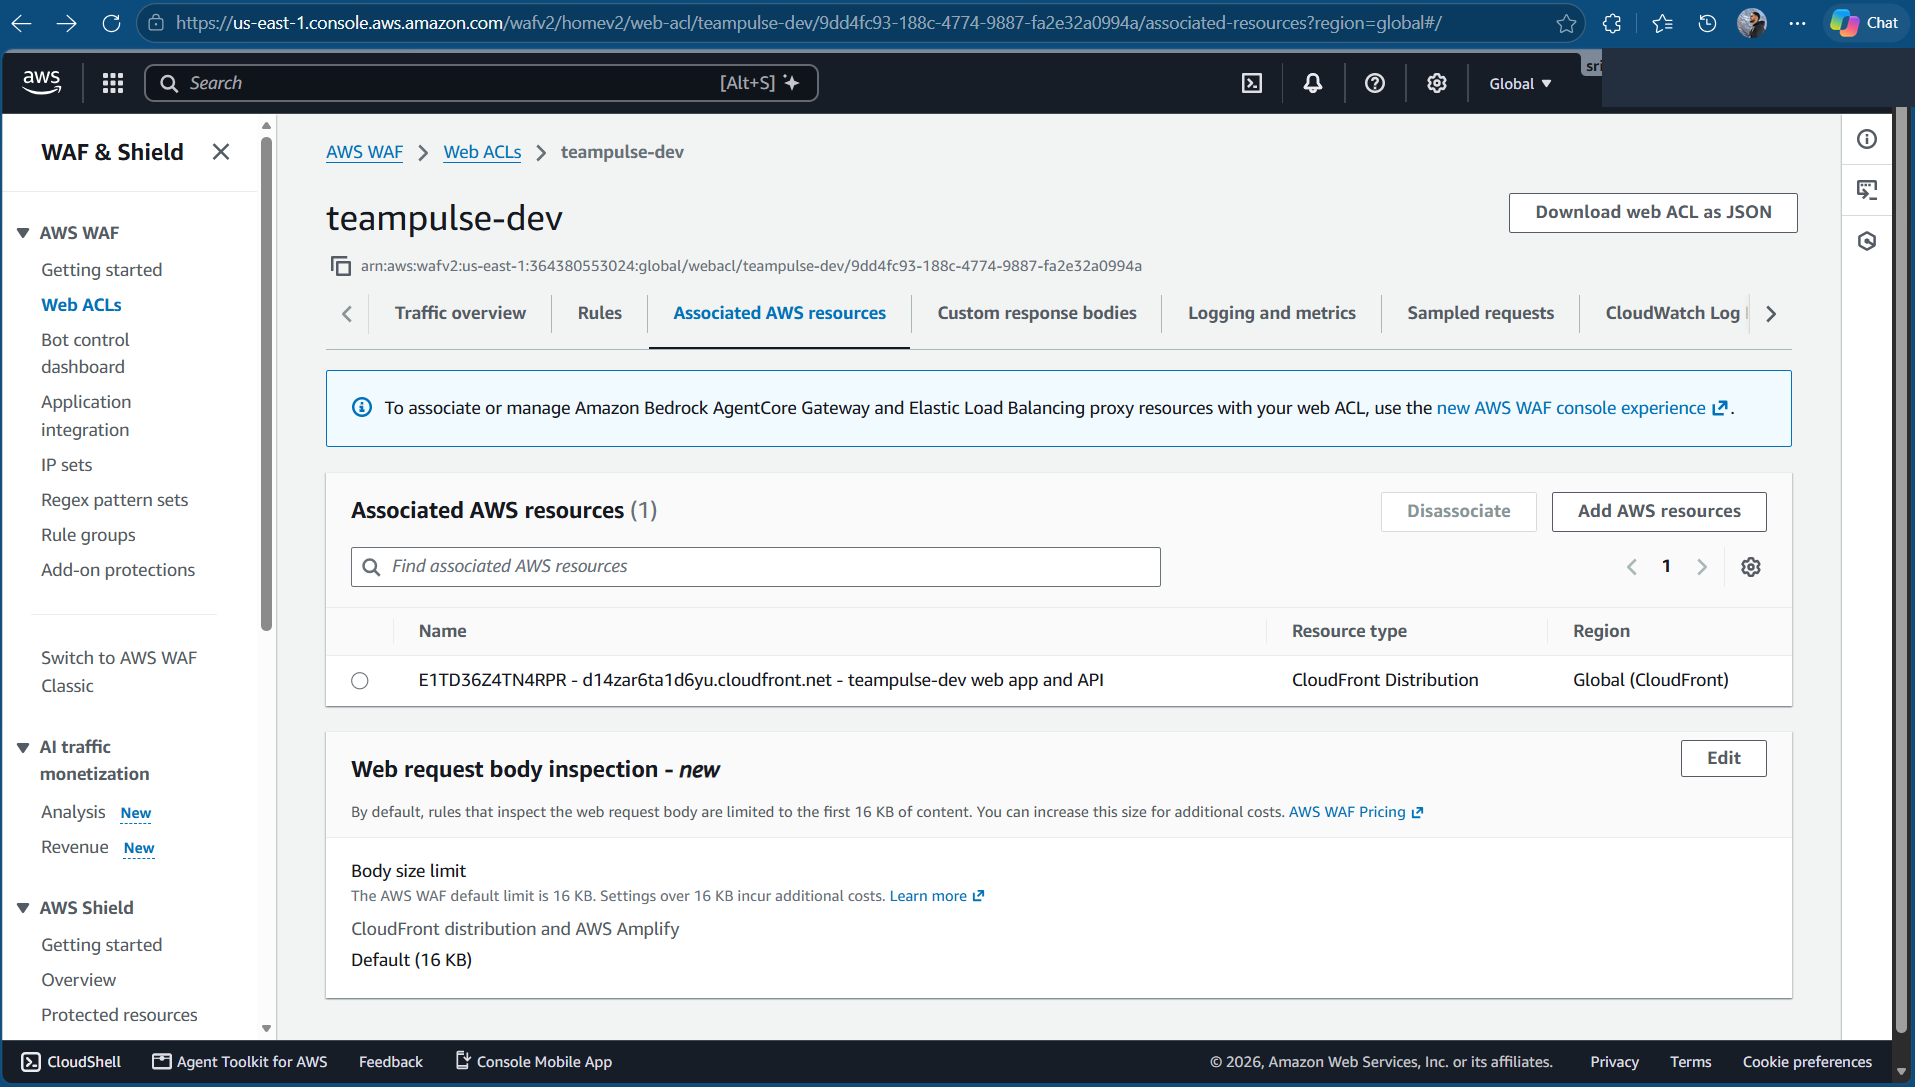 https://us-east-1.console.aws.amazon.com/wafv2/homev2/web-acl/teampulse-dev/9dd4fc93-188c-4774-9887-fa2e32a0994a/associated-resources?region=global#/
Chat
aws
Search
[Alt+S]
Global
sri
WAF & Shield
AWS WAF
Getting started
Web ACLs
Bot control
dashboard
Application
integration
IP sets
Regex pattern sets
Rule groups
Add-on protections
Switch to AWS WAF
Classic
AI traffic
monetization
Analysis New
Revenue New
AWS Shield
Getting started
Overview
Protected resources
AWS WAF > Web ACLs > teampulse-dev
teampulse-dev
Download web ACL as JSON
arn:aws:wafv2:us-east-1:364380553024:global/webacl/teampulse-dev/9dd4fc93-188c-4774-9887-fa2e32a0994a
Traffic overview
Rules
Associated AWS resources
Custom response bodies
Logging and metrics
Sampled requests
CloudWatch Log
To associate or manage Amazon Bedrock AgentCore Gateway and Elastic Load Balancing proxy resources with your web ACL, use the new AWS WAF console experience .
Associated AWS resources (1)
Disassociate
Add AWS resources
Find associated AWS resources
1
Name Resource type Region
E1TD36Z4TN4RPR - d14zar6ta1d6yu.cloudfront.net - teampulse-dev web app and API CloudFront Distribution Global (CloudFront)
Web request body inspection - new
Edit
By default, rules that inspect the web request body are limited to the first 16 KB of content. You can increase this size for additional costs. AWS WAF Pricing
Body size limit
The AWS WAF default limit is 16 KB. Settings over 16 KB incur additional costs. Learn more
CloudFront distribution and AWS Amplify
Default (16 KB)
CloudShell
Agent Toolkit for AWS
Feedback
Console Mobile App
© 2026, Amazon Web Services, Inc. or its affiliates.
Privacy
Terms
Cookie preferences